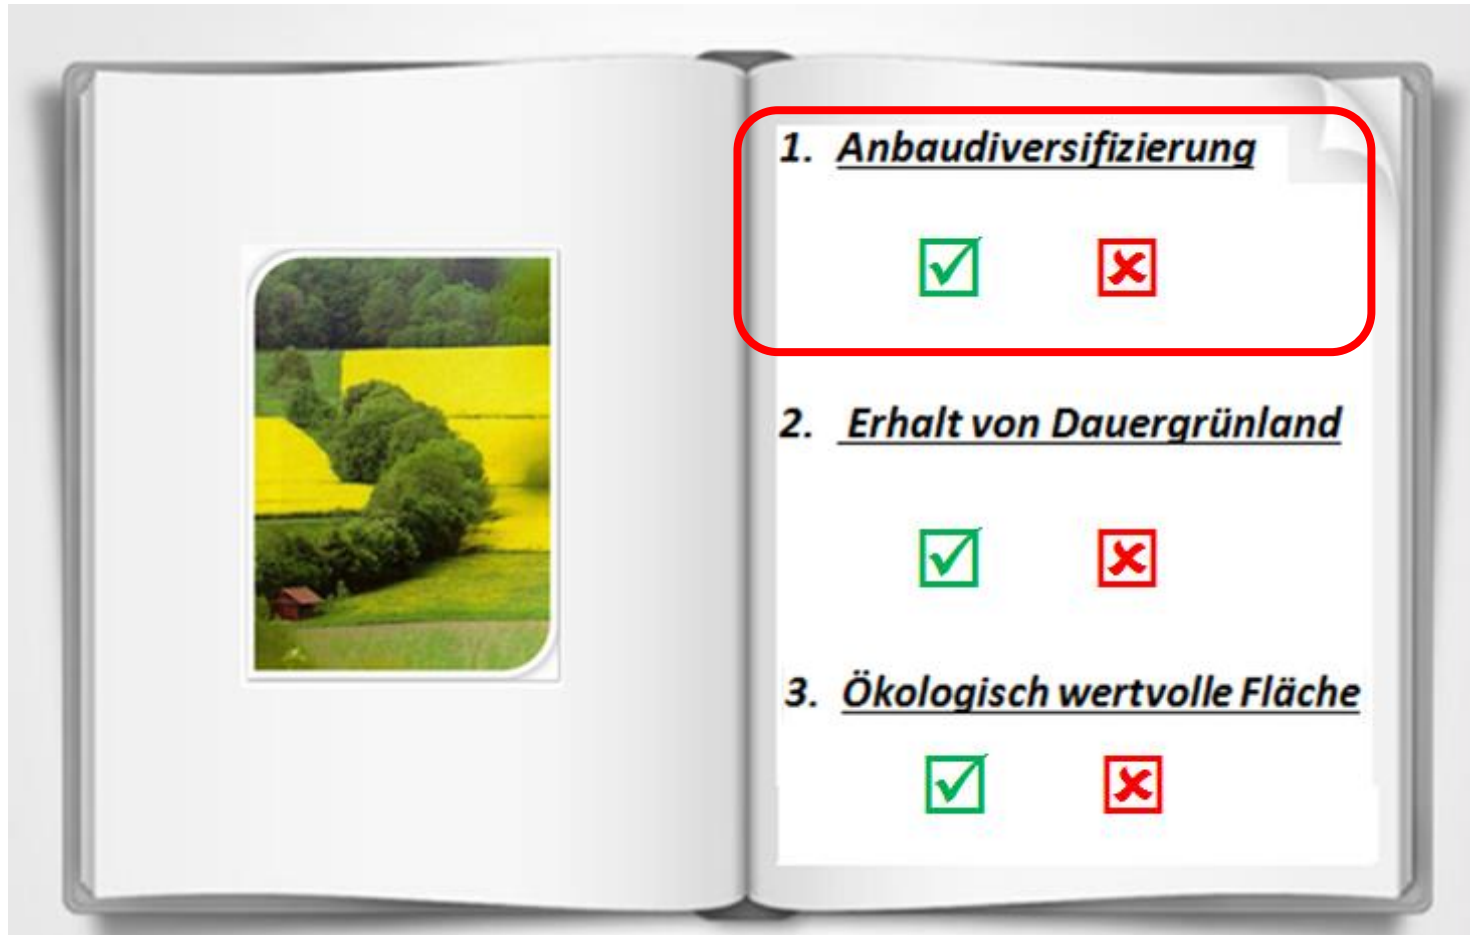 1. Anbaudiversifizierung
2. Erhalt von Dauergrünland
3. Ökologisch wertvolle Fläche